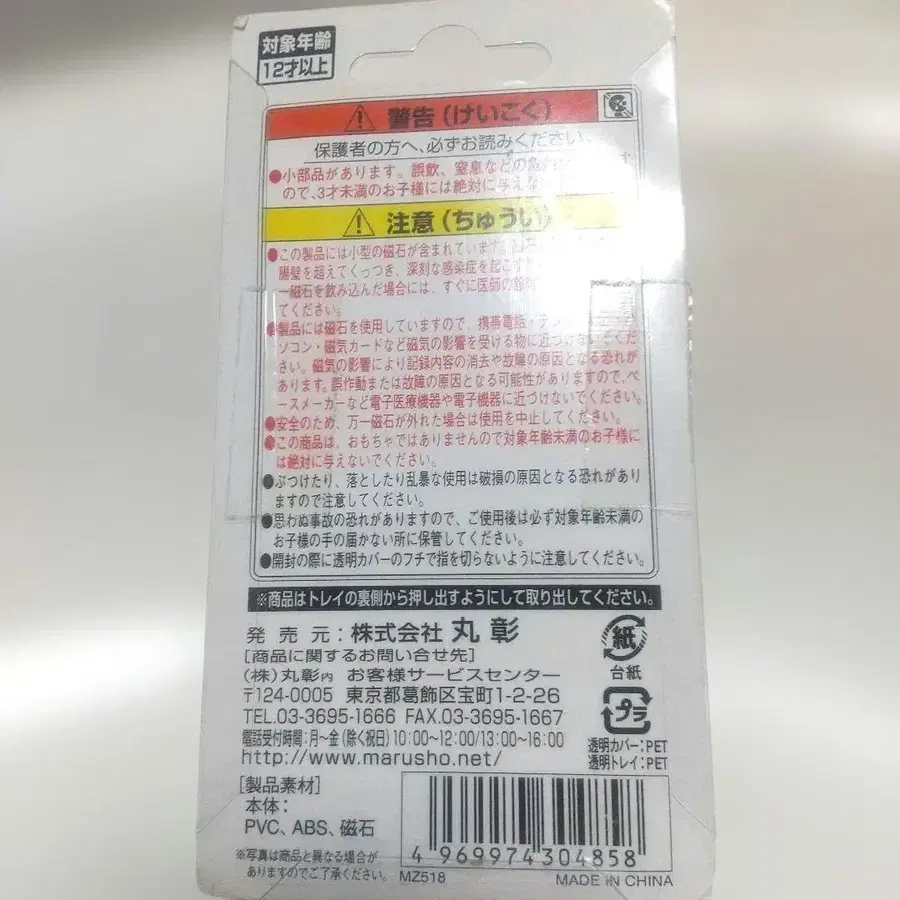 対象年齢
12才以上
警告(けいこく)
保護者の方へ、必ずお読みください。
●小部品があります。誤飲、窒息などの危
ので、3才未満のお子様には絶対に与えな
注意(ちゅうい)
●この製品には小型の磁石が含まれています
腸壁を超えてくっつき、深刻な感染症を起こす
一磁石を飲み込んだ場合には、すぐに医師の診
てください。
●製品には磁石を使用していますので、携帯電話・テ
ソコン・磁気カードなど磁気の影響を受ける物に近づけないでくだ
さい。磁気の影響により記録内容の消去や故障の原因となる恐れが
あります。誤作動または故障の原因となる可能性がありますので、ペ
ースメーカーなど電子医療機器や電子機器に近づけないでください。
●安全のため、万一磁石が外れた場合は使用を中止してください。
●この商品は、おもちゃではありませんので対象年齢未満のお子様に
は絶対に与えないでください。
●ぶつけたり、落としたり乱暴な使用は破損の原因となる恐れがあり
ますので注意してください。
●思わぬ事故の恐れがありますので、ご使用後は必ず対象年齢未満の
お子様の手の届かない所に保管してください。
●開封の際に透明カバーのフチで指を切らないように注意してください。
※商品はトレイの裏側から押し出すようにして取り出してください。
発売元:株式会社 丸彰
[商品に関するお問い合せ先]
(株)丸彰内 お客様サービスセンター
〒124-0005 東京都葛飾区宝町1-2-26
TEL.03-3695-1666 FAX.03-3695-1667
電話受付時間:月〜金(除く祝日)10:00〜12:00/13:00〜16:00
http://www.marusho.net/
紙
台紙
プラ
透明カバー:PET
透明トレイ:PET
[製品素材]
本体:
PVC、ABS、磁石
※写真は商品と異なる場合が
ありますのでご了承ください。
4 969974 304858
MZ518
MADE IN CHINA